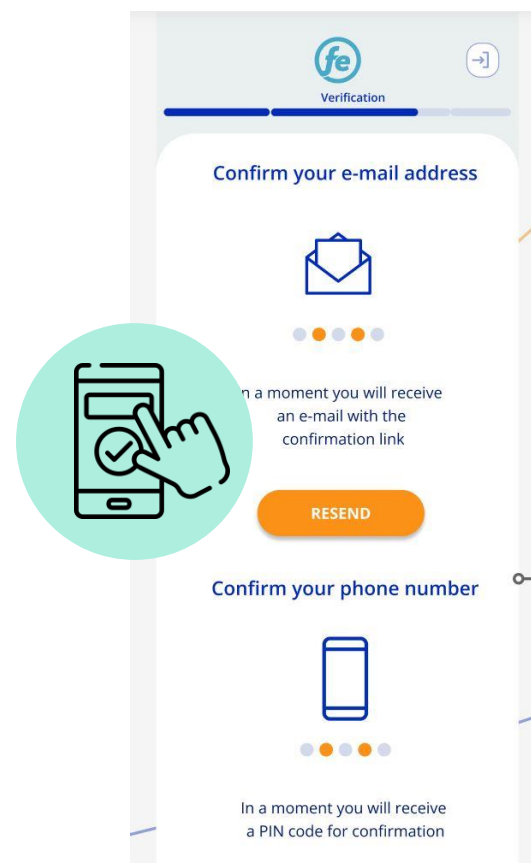 fe
Verification
Confirm your e-mail address
n a moment you will receive
an e-mail with the
confirmation link
RESEND
Confirm your phone number
In a moment you will receive
a PIN code for confirmation